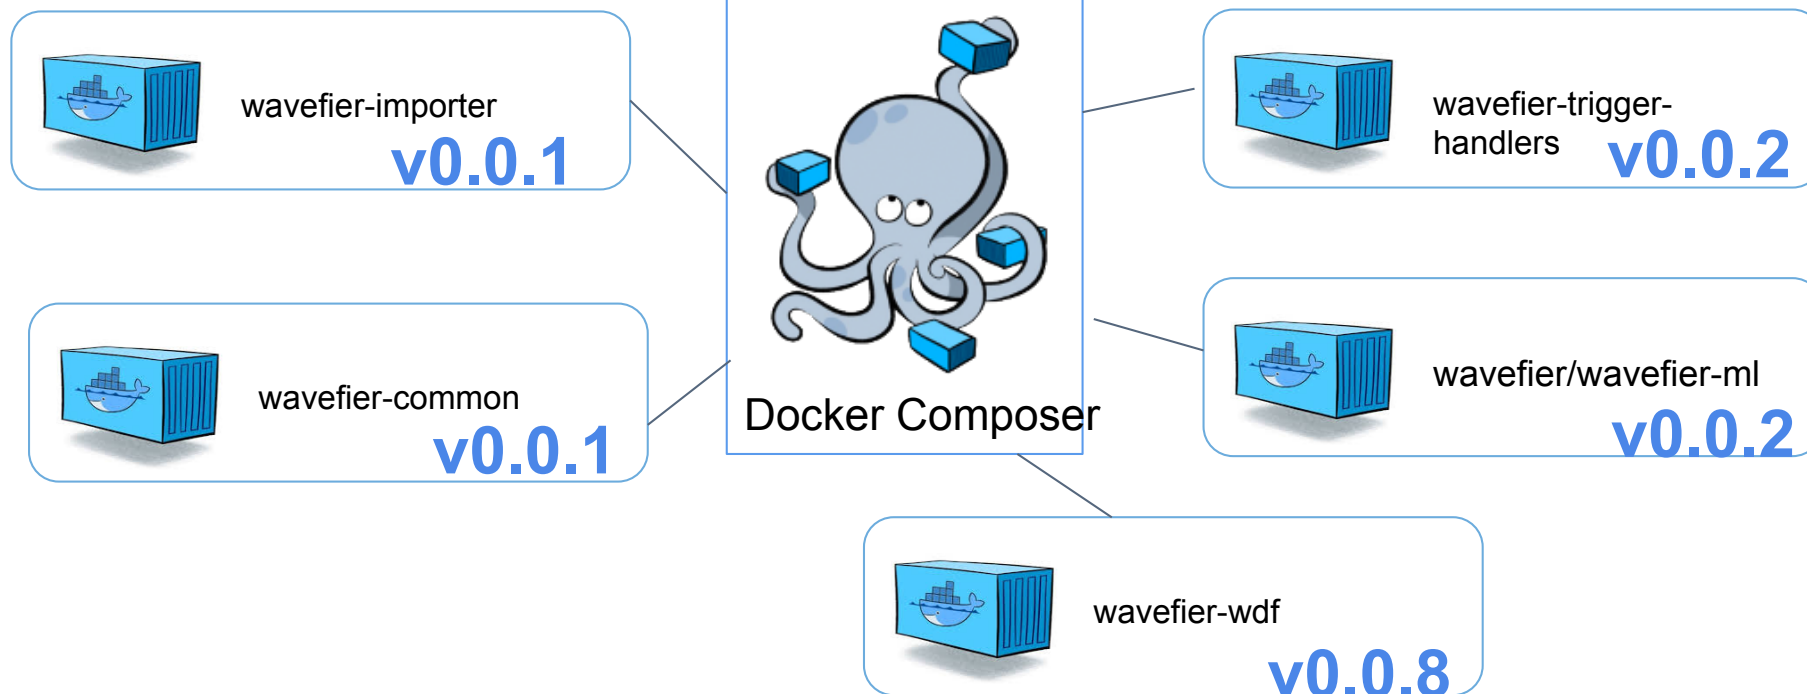 wavefier-importer
v0.0.1
wavefier-trigger-
handlers
v0.0.2
wavefier-common
v0.0.1
Docker Composer
wavefier/wavefier-ml
v0.0.2
wavefier-wdf
v0.0.8